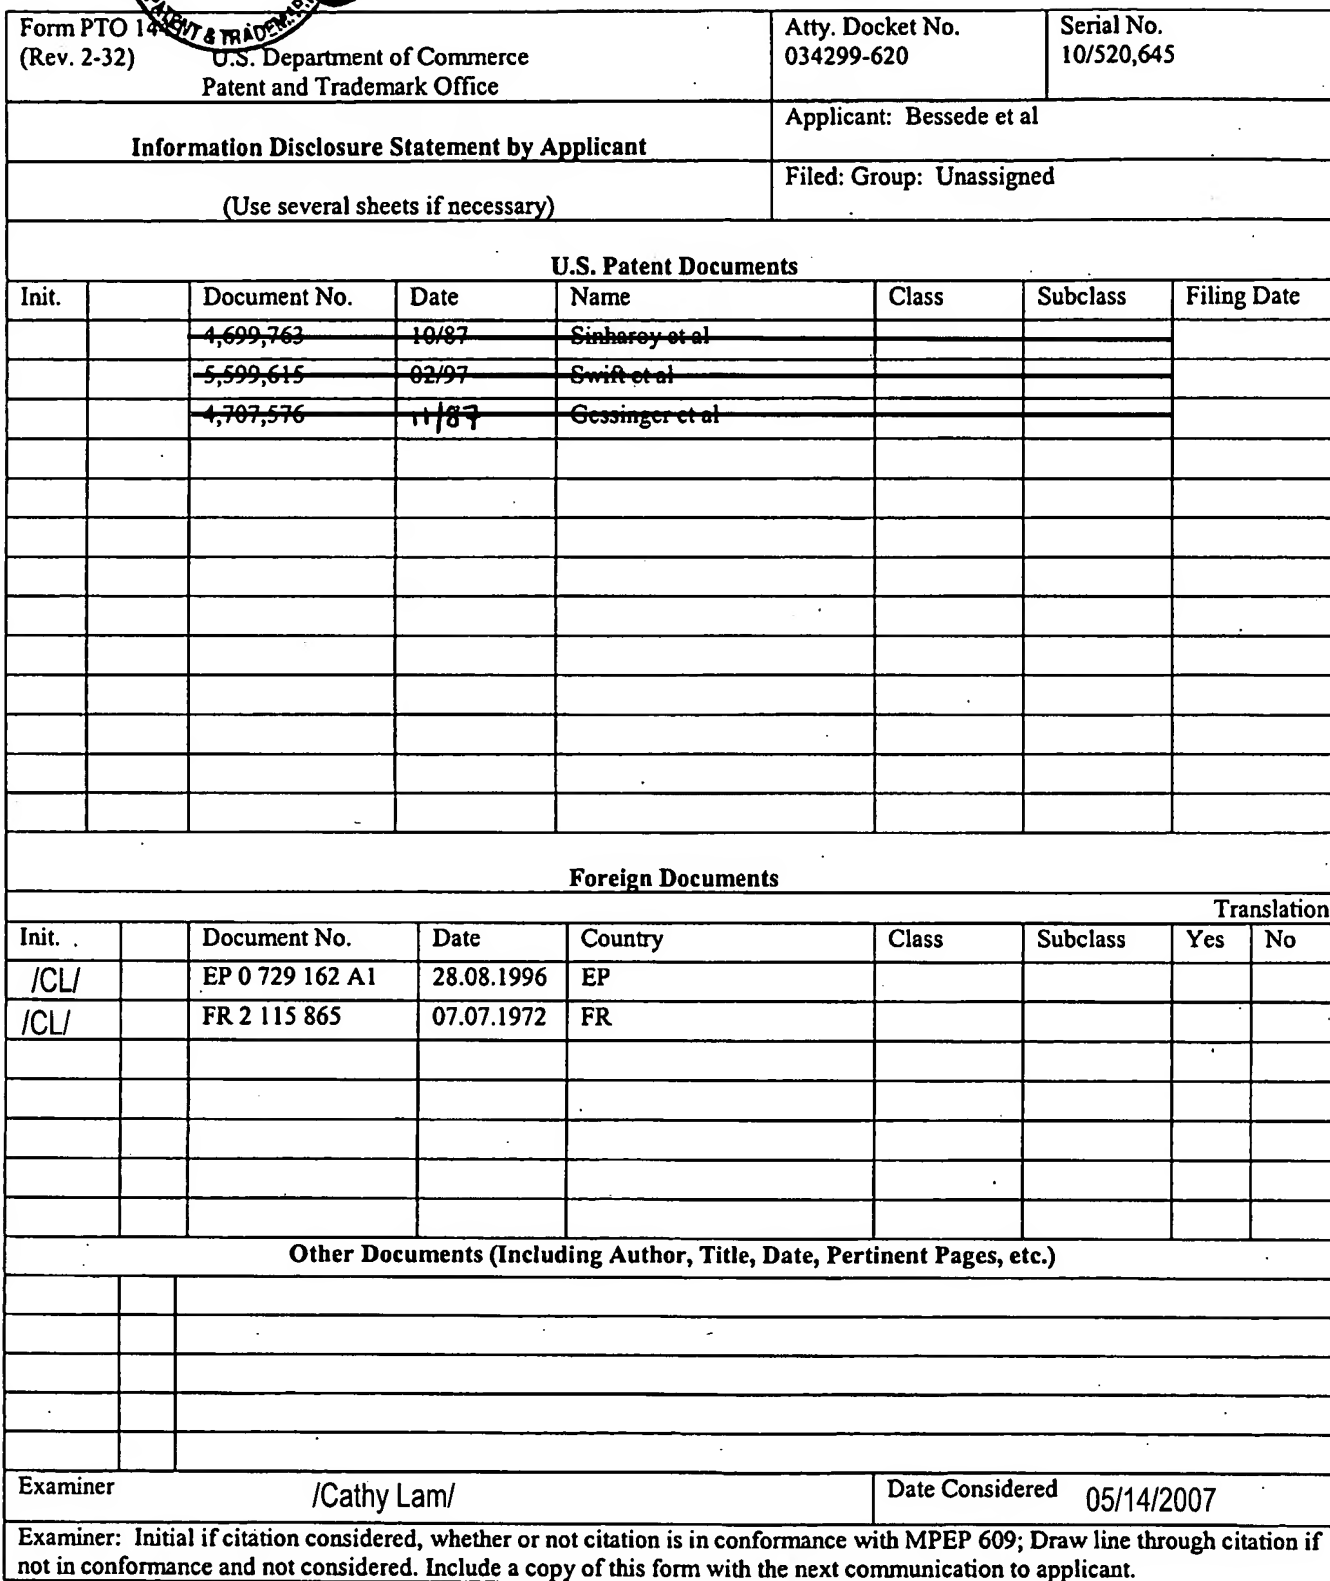 PATENT & TRADEMARK
Form PTO 144
(Rev. 2-32)
U.S. Department of Commerce
Patent and Trademark Office
Atty. Docket No.
034299-620
Serial No.
10/520,645
Information Disclosure Statement by Applicant
Applicant: Bessede et al
(Use several sheets if necessary)
Filed: Group: Unassigned
U.S. Patent Documents
Init. Document No. Date Name Class Subclass Filing Date
4,699,763 10/87 Sinharoy et al
5,599,615 02/97 Swift et al
4,707,576 11/87 Gessinger et al
Foreign Documents
Translation
Init. Document No. Date Country Class Subclass Yes No
/CL/ EP 0 729 162 A1 28.08.1996 EP
/CL/ FR 2 115 865 07.07.1972 FR
Other Documents (Including Author, Title, Date, Pertinent Pages, etc.)
Examiner /Cathy Lam/ Date Considered 05/14/2007
Examiner: Initial if citation considered, whether or not citation is in conformance with MPEP 609; Draw line through citation if
not in conformance and not considered. Include a copy of this form with the next communication to applicant.